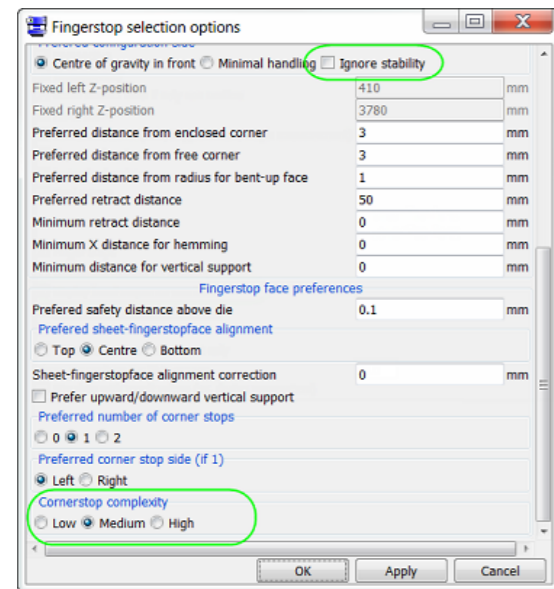 Fingerstop selection options
Centre of gravity in front Minimal handling Ignore stability
Fixed left Z-position 410 mm
Fixed right Z-position 3780 mm
Preferred distance from enclosed corner 3 mm
Preferred distance from free corner 3 mm
Preferred distance from radius for bent-up face 1 mm
Preferred retract distance 50 mm
Minimum retract distance 0 mm
Minimum X distance for hemming 0 mm
Minimum distance for vertical support 0 mm
Fingerstop face preferences
Prefered safety distance above die 0.1 mm
Prefered sheet-fingerstopface alignment
Top Centre Bottom
Sheet-fingerstopface alignment correction 0 mm
Prefer upward/downward vertical support
Preferred number of corner stops
0 1 2
Preferred corner stop side (if 1)
Left Right
Cornerstop complexity
Low Medium High
OK Apply Cancel